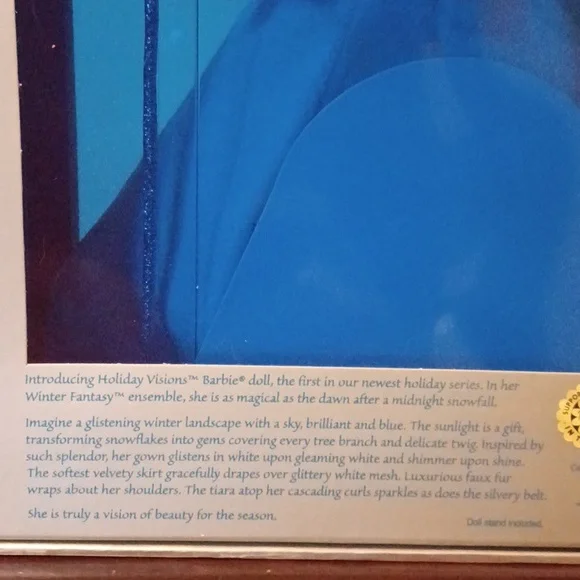 Introducing Holiday Visions™ Barbie® doll, the first in our newest holiday series. In her
Winter Fantasy™ ensemble, she is as magical as the dawn after a midnight snowfall.
Imagine a glistening winter landscape with a sky, brilliant and blue. The sunlight is a gift,
transforming snowflakes into gems covering every tree branch and delicate twig. Inspired by
such splendor, her gown glistens in white upon gleaming white and shimmer upon shine.
The softest velvety skirt gracefully drapes over glittery white mesh. Luxurious faux fur
wraps about her shoulders. The tiara atop her cascading curls sparkles as does the silvery belt.
She is truly a vision of beauty for the season.
Doll stand included.